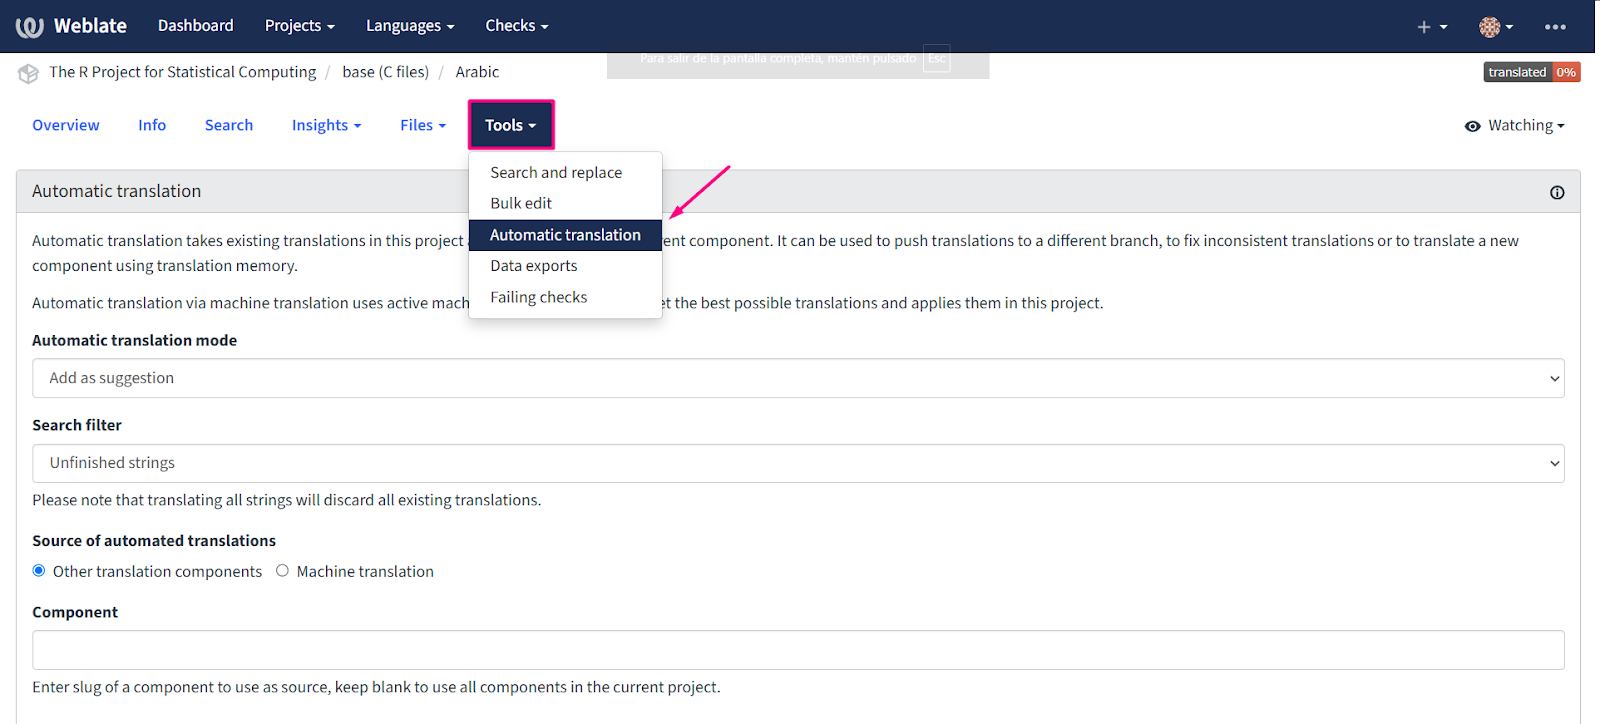 Weblate Dashboard Projects Languages Checks
Para salir de la pantalla completa, mantén pulsado Esc
The R Project for Statistical Computing / base (C files) / Arabic
translated 0%
Overview Info Search Insights Files Tools
Watching
Search and replace
Bulk edit
Automatic translation
Data exports
Failing checks
Automatic translation
Automatic translation takes existing translations in this project ent component. It can be used to push translations to a different branch, to fix inconsistent translations or to translate a new
component using translation memory.
Automatic translation via machine translation uses active mach et the best possible translations and applies them in this project.
Automatic translation mode
Add as suggestion
Search filter
Unfinished strings
Please note that translating all strings will discard all existing translations.
Source of automated translations
Other translation components Machine translation
Component
Enter slug of a component to use as source, keep blank to use all components in the current project.